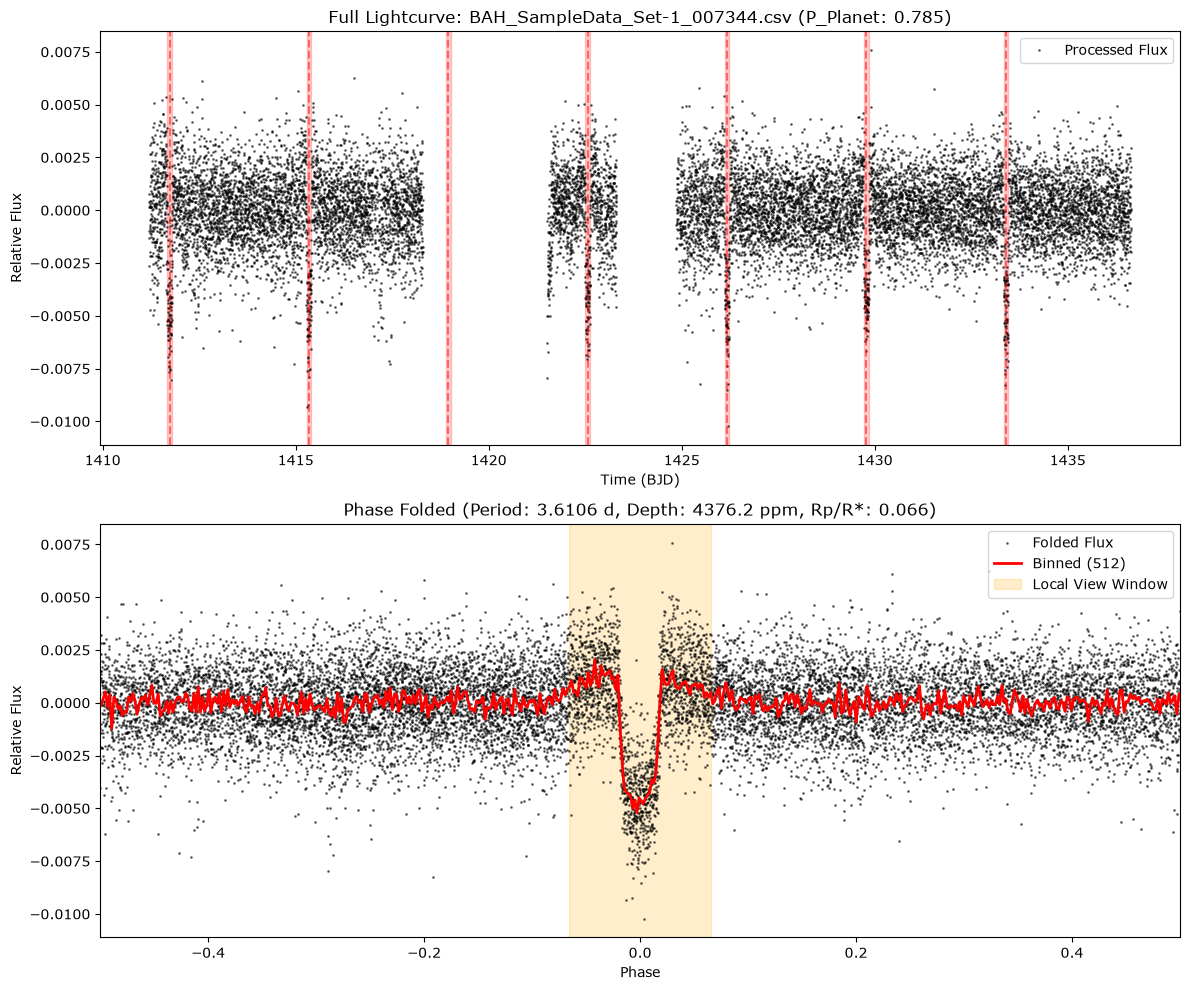 Full Lightcurve: BAH_SampleData_Set-1_007344.csv (P_Planet: 0.785)
Processed Flux
0.0075
0.0050
0.0025
0.0000
−0.0025
−0.0050
−0.0075
−0.0100
Relative Flux
1410 1415 1420 1425 1430 1435
Time (BJD)
Phase Folded (Period: 3.6106 d, Depth: 4376.2 ppm, Rp/R*: 0.066)
Folded Flux
Binned (512)
Local View Window
0.0075
0.0050
0.0025
0.0000
−0.0025
−0.0050
−0.0075
−0.0100
Relative Flux
−0.4 −0.2 0.0 0.2 0.4
Phase